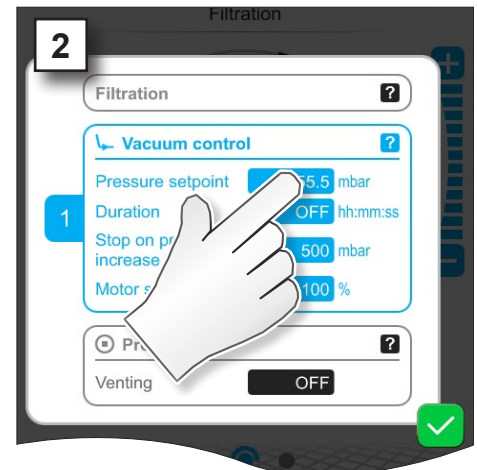 Filtration
2
Filtration ?
Vacuum control ?
Pressure setpoint 5.5 mbar
1
Duration OFF hh:mm:ss
Stop on
increase 500 mbar
Motor 100 %
?
Venting OFF